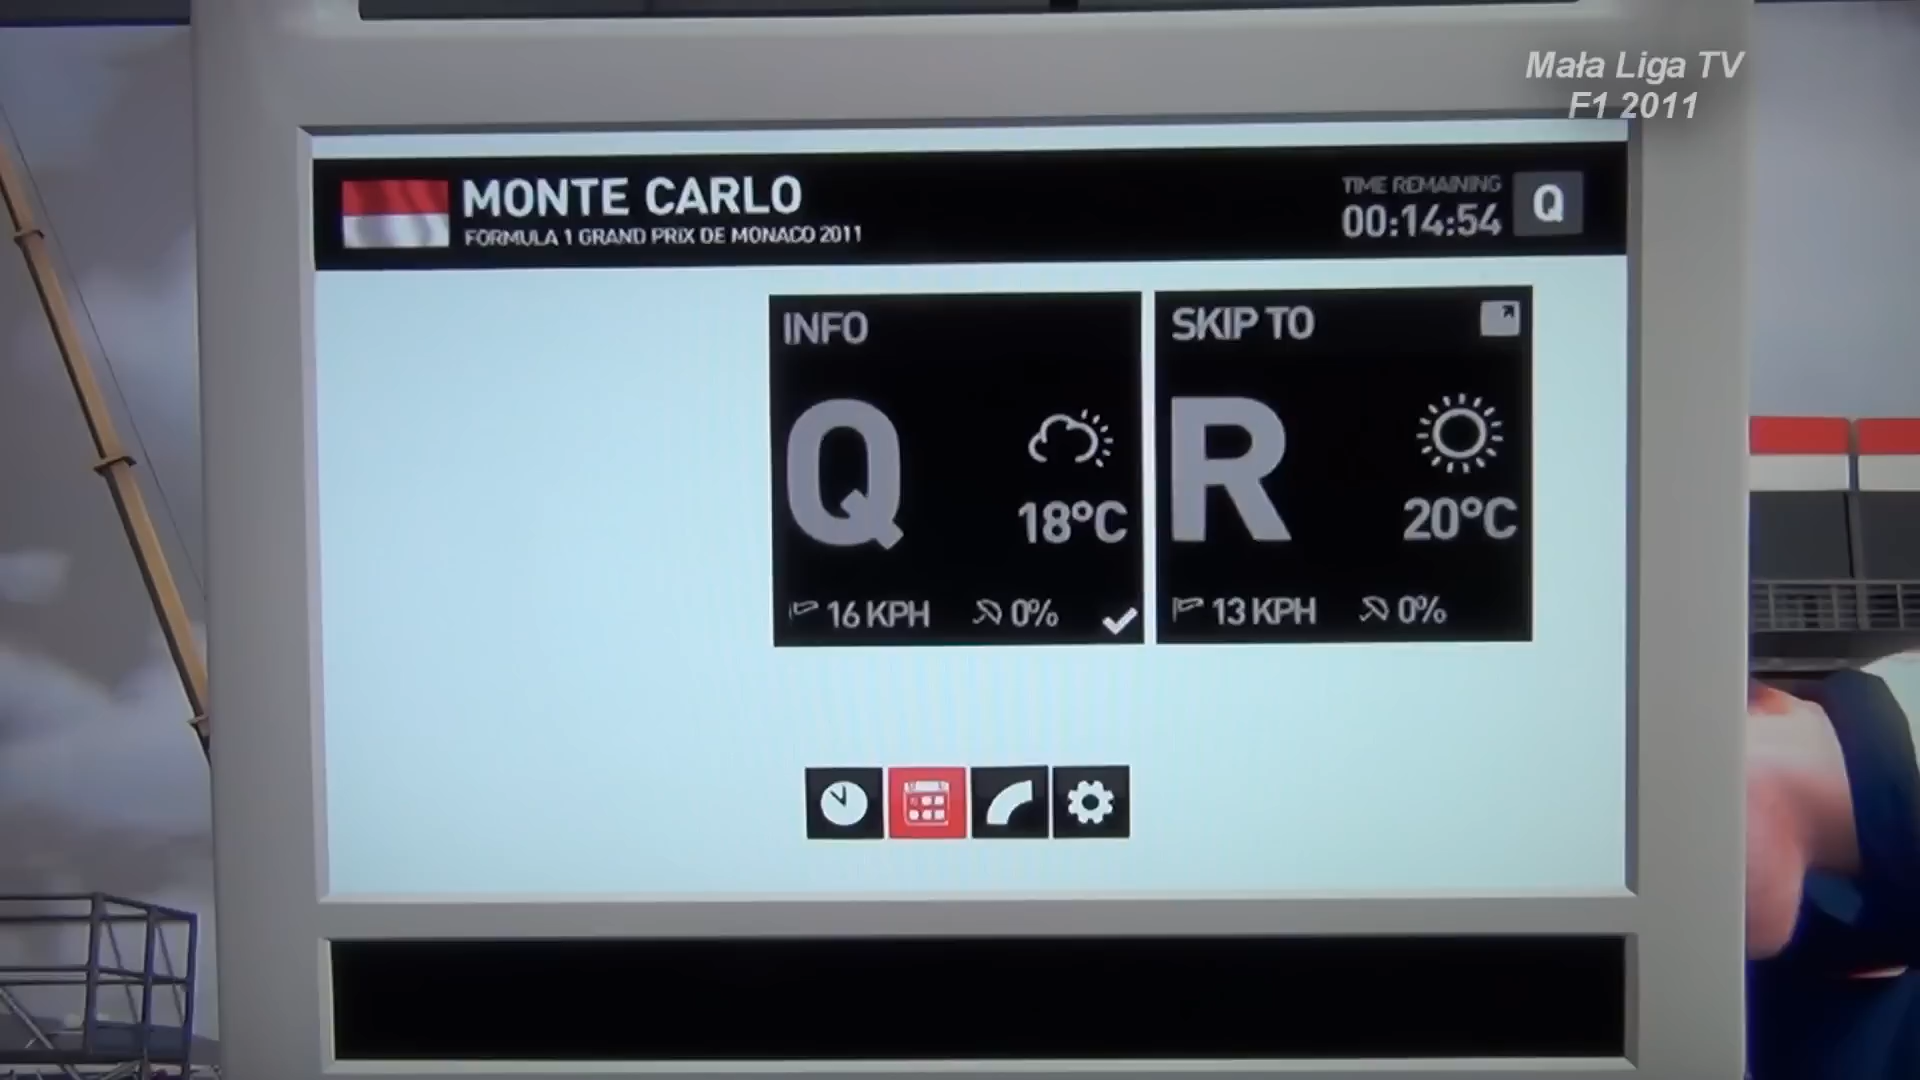 Mała Liga TV
F1 2011
MONTE CARLO
FORMULA 1 GRAND PRIX DE MONACO 2011
TIME REMAINING
00:14:54
Q
INFO
Q
18°C
16 KPH 0%
SKIP TO
R
20°C
13 KPH 0%